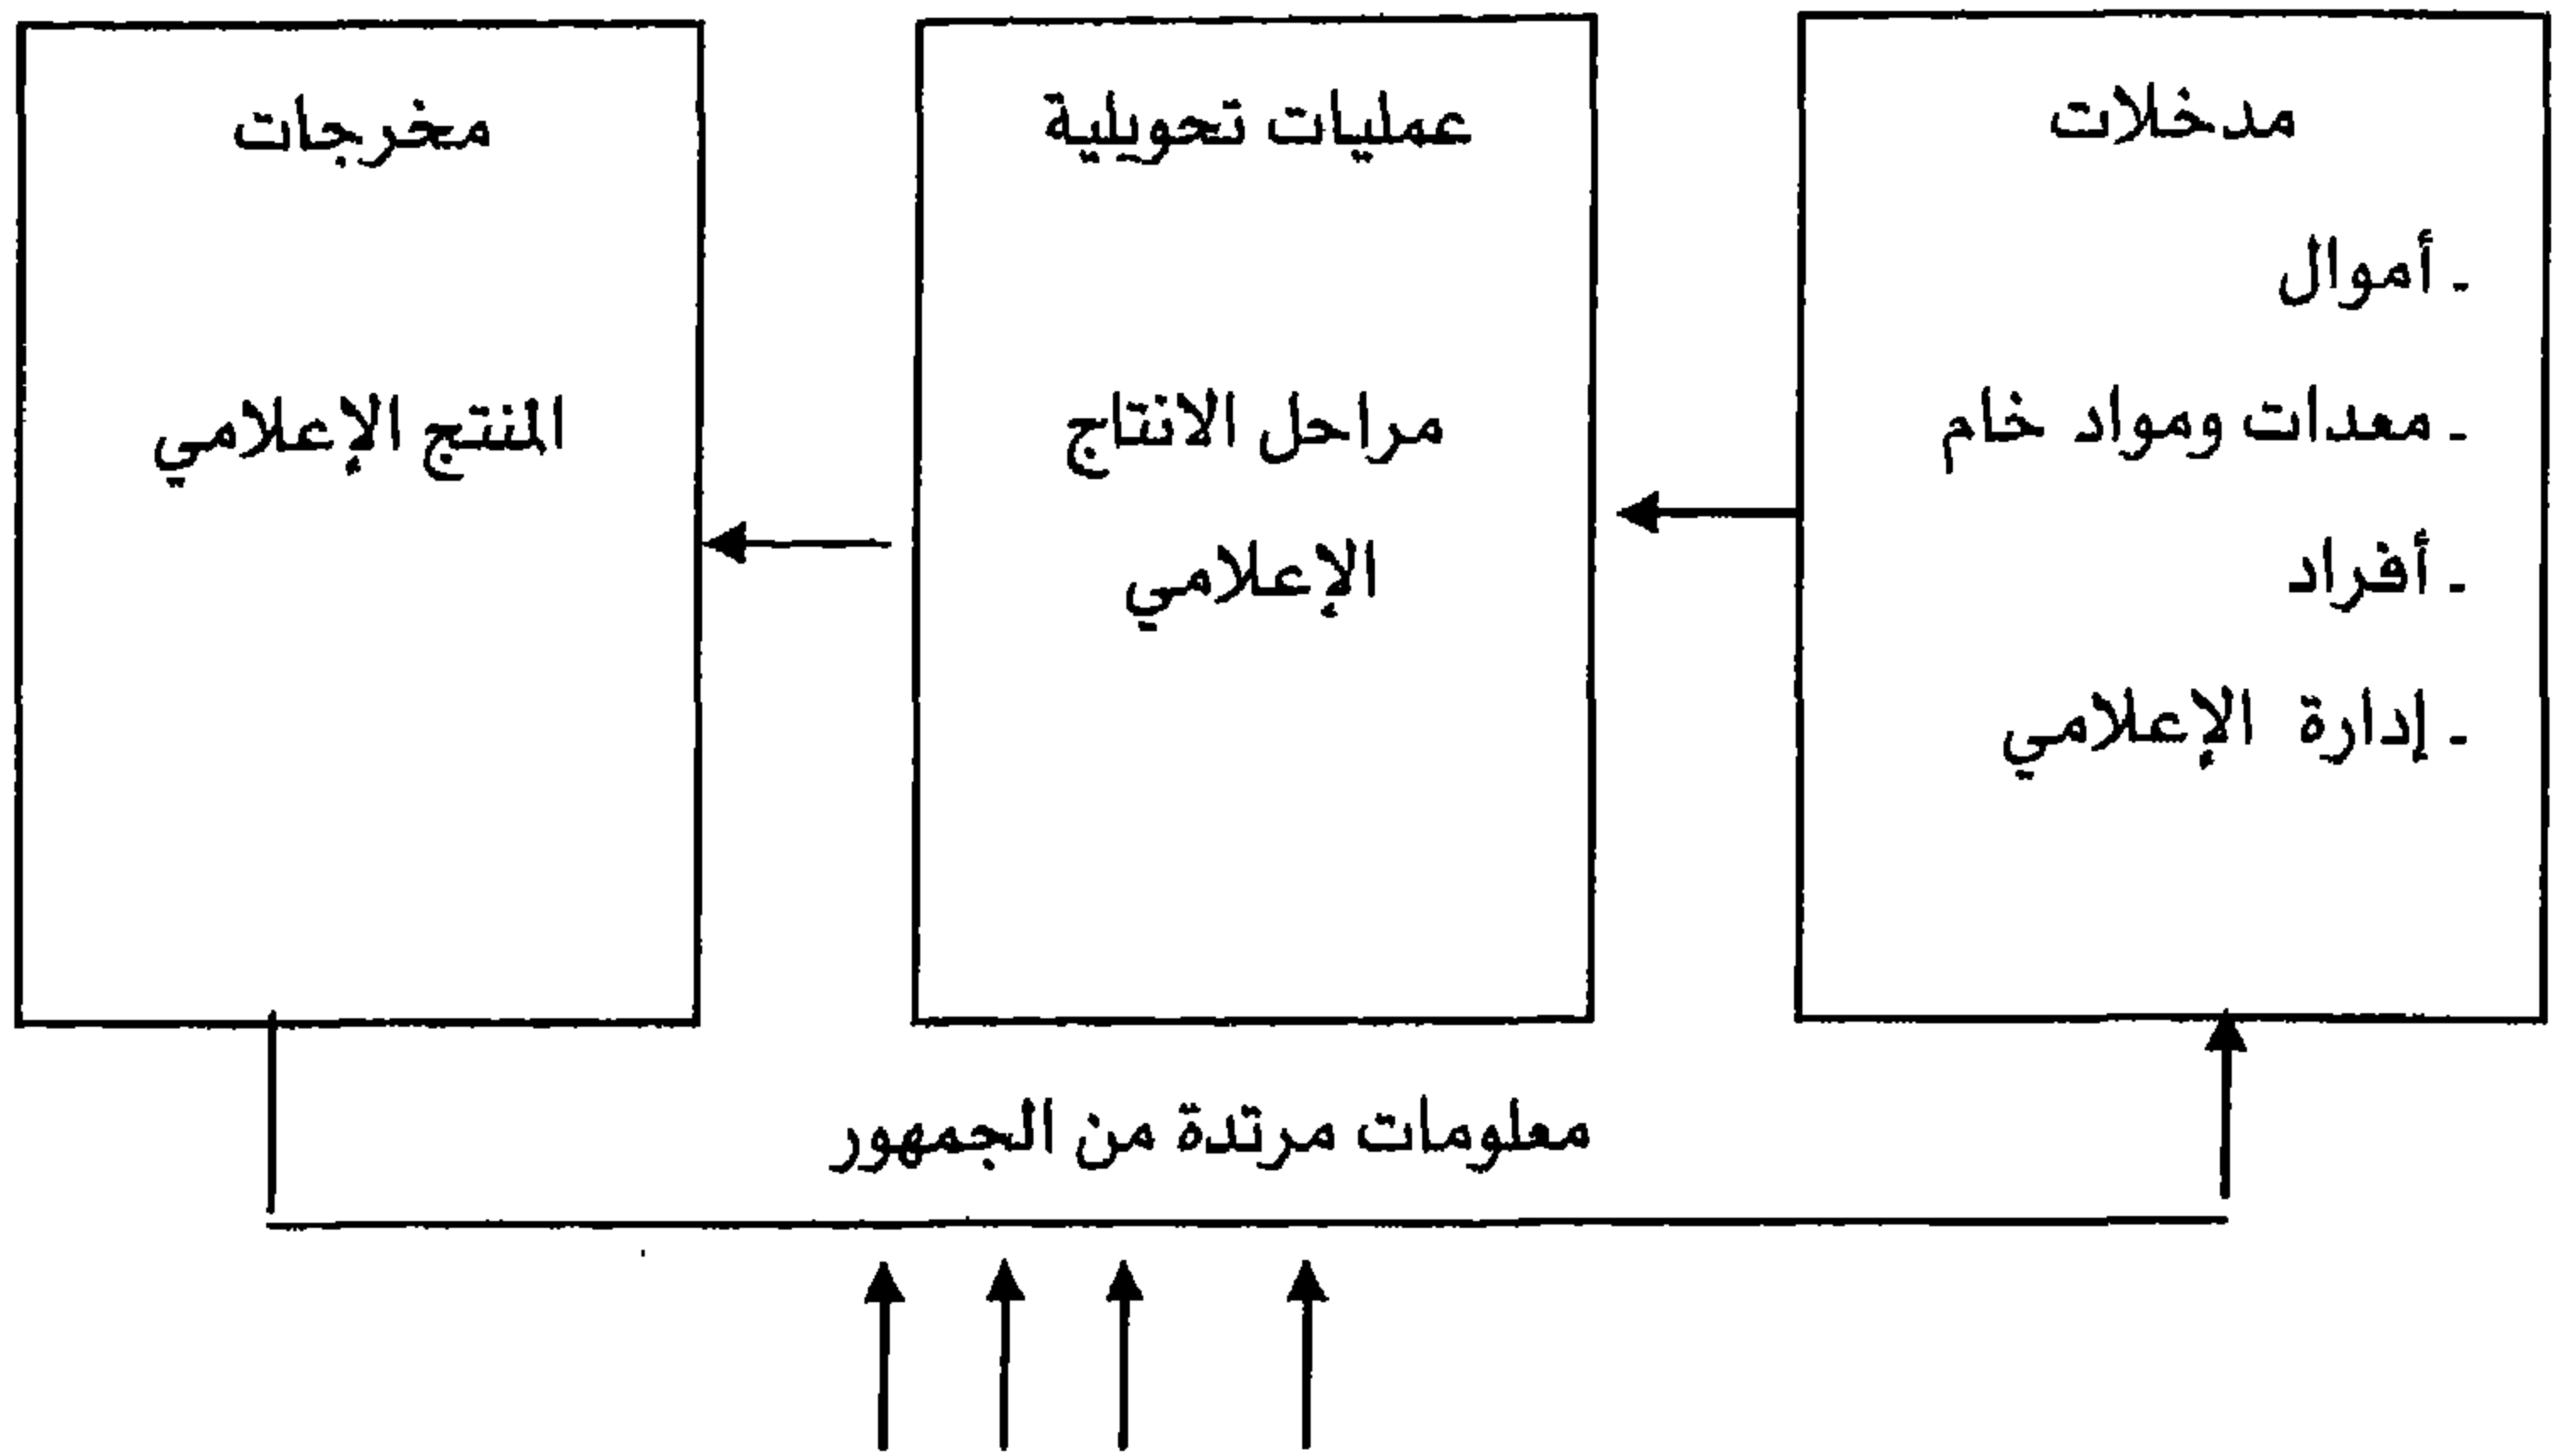 مدخلات
- أموال
- معدات ومواد خام
- أفراد
- إدارة الإعلامي
عمليات تحويلية
مراحل الانتاج
الإعلامي
مخرجات
المنتج الإعلامي
معلومات مرتدة من الجمهور